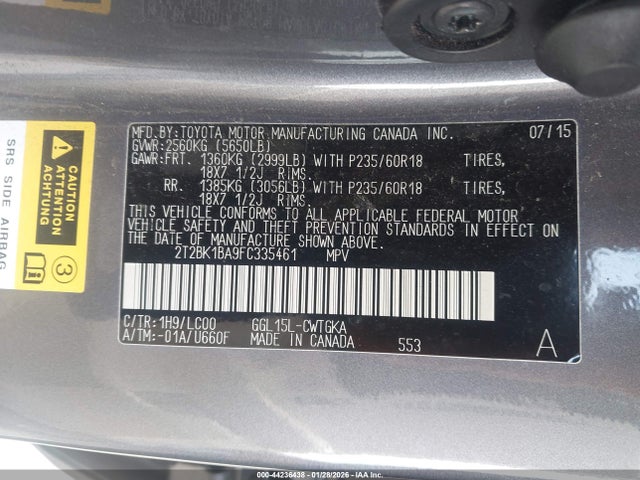 MFD.BY:TOYOTA MOTOR MANUFACTURING CANADA INC. 07/15
GVWR:2560KG (5650LB)
GAWR:FRT. 1360KG (2999LB) WITH P235/60R18 TIRES,
18X7 1/2J RIMS.
RR. 1385KG (3056LB) WITH P235/60R18 TIRES,
18X7 1/2J RIMS.
THIS VEHICLE CONFORMS TO ALL APPLICABLE FEDERAL MOTOR
VEHICLE SAFETY AND THEFT PREVENTION STANDARDS IN EFFECT ON
THE DATE OF MANUFACTURE SHOWN ABOVE.
2T2BK1BA9FC335461 MPV
C/TR:1H9/LC00 GGL15L-CWTGKA
A/TM:-01A/U660F MADE IN CANADA 553 A
SRS SIDE AIRBAG
CAUTION
ATTENTION
3
000-44236438 - 01/28/2026 - IAA Inc.